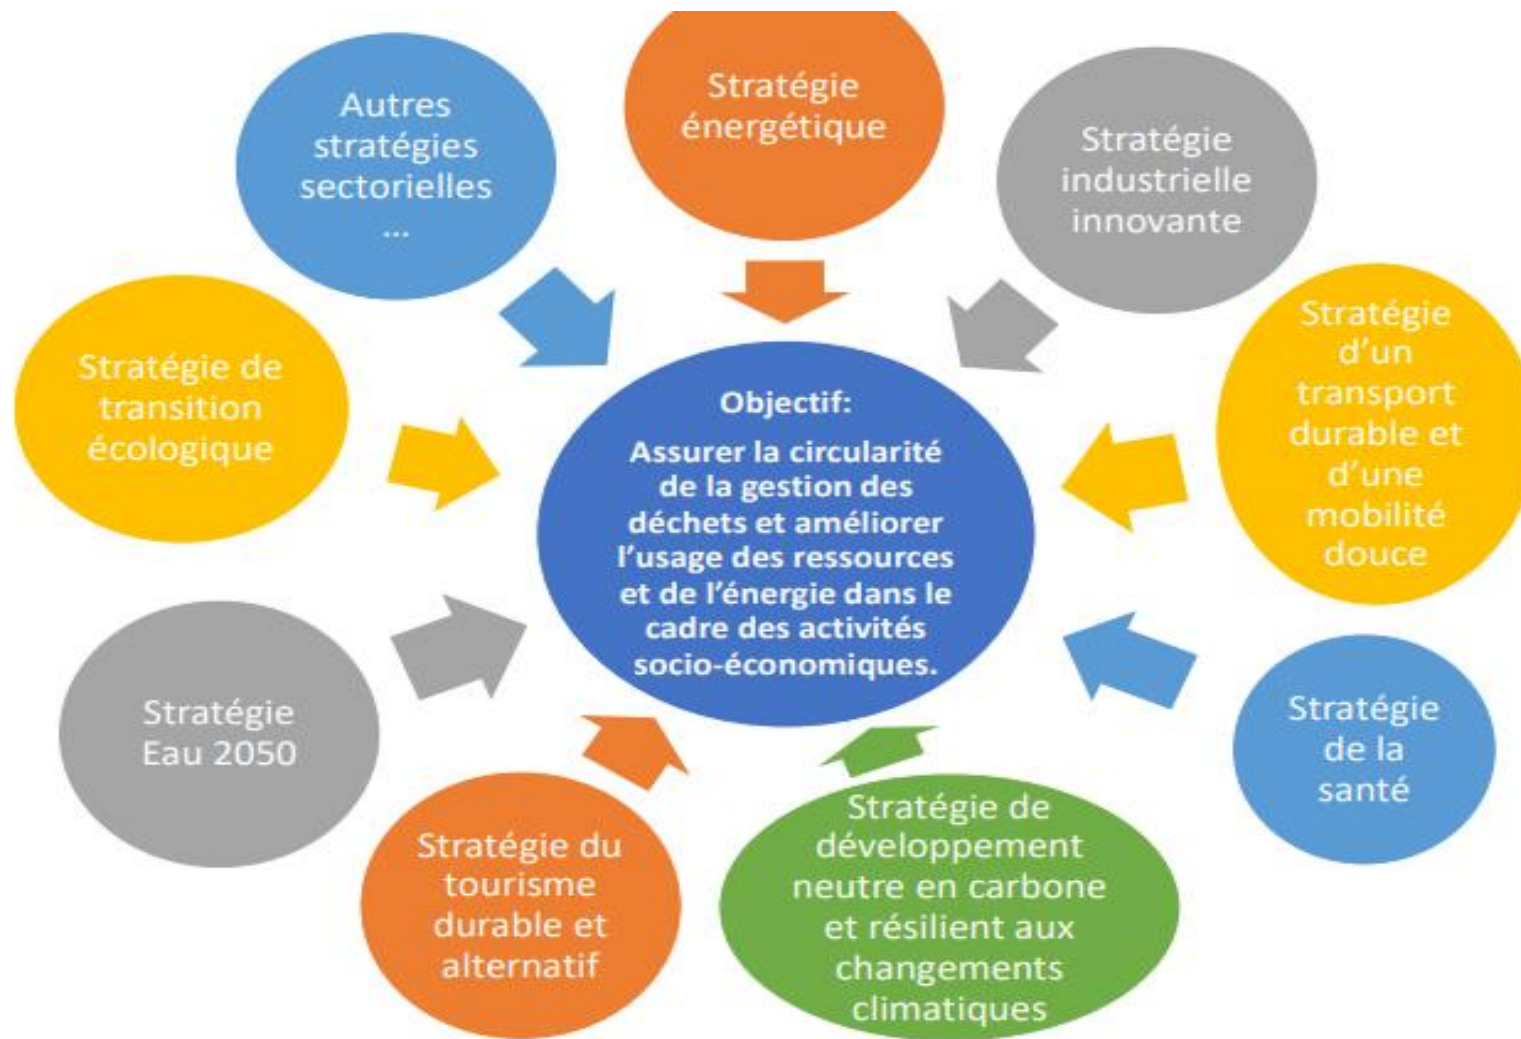 Stratégie
énergétique
Stratégie
industrielle
innovante
Stratégie
d’un
transport
durable et
d’une
mobilité
douce
Stratégie
de la
santé
Stratégie de
développement
neutre en carbone
et résilient aux
changements
climatiques
Stratégie du
tourisme
durable et
alternatif
Stratégie
Eau 2050
Stratégie de
transition
écologique
Autres
stratégies
sectorielles
...
Objectif:
Assurer la circularité
de la gestion des
déchets et améliorer
l’usage des ressources
et de l’énergie dans le
cadre des activités
socio-économiques.